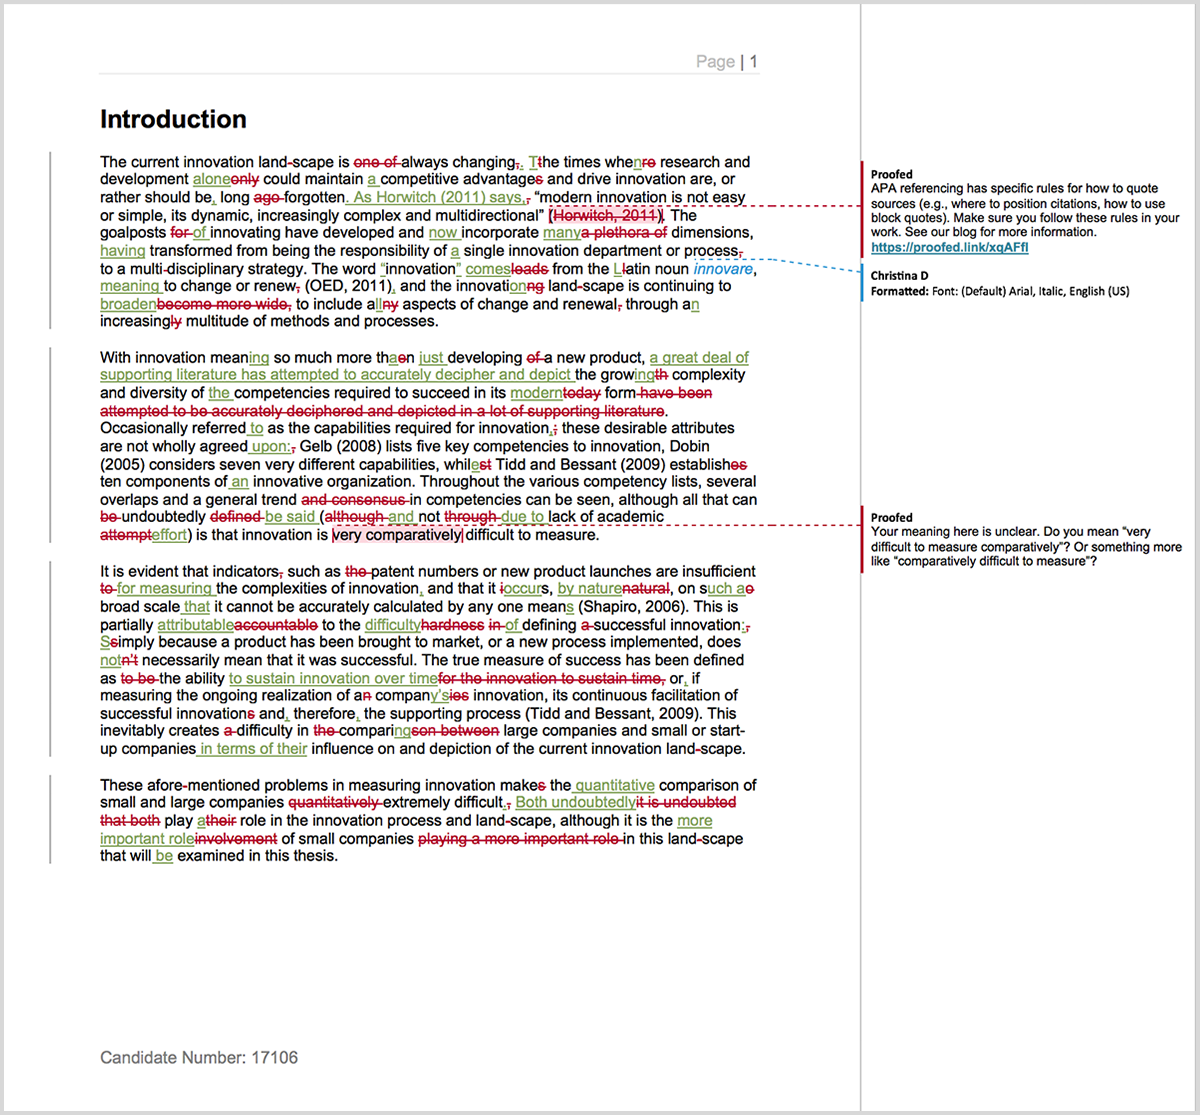 Page | 1
Introduction
The current innovation land-scape is one of always changing,. Tthe times whenre research and
development aloneonly could maintain a competitive advantages and drive innovation are, or
rather should be, long ago forgotten. As Horwitch (2011) says,, “modern innovation is not easy
or simple, its dynamic, increasingly complex and multidirectional” (Horwitch, 2011). The
goalposts for of innovating have developed and now incorporate manya plethora of dimensions,
having transformed from being the responsibility of a single innovation department or process,
to a multi-disciplinary strategy. The word “innovation” comesleads from the Llatin noun innovare,
meaning to change or renew, (OED, 2011), and the innovationng land-scape is continuing to
broadenbecome more wide, to include allny aspects of change and renewal, through an
increasingly multitude of methods and processes.
With innovation meaning so much more thaen just developing of a new product, a great deal of
supporting literature has attempted to accurately decipher and depict the growingth complexity
and diversity of the competencies required to succeed in its moderntoday form have been
attempted to be accurately deciphered and depicted in a lot of supporting literature.
Occasionally referred to as the capabilities required for innovation,; these desirable attributes
are not wholly agreed upon:, Gelb (2008) lists five key competencies to innovation, Dobin
(2005) considers seven very different capabilities, whilest Tidd and Bessant (2009) establishes
ten components of an innovative organization. Throughout the various competency lists, several
overlaps and a general trend and consensus in competencies can be seen, although all that can
be undoubtedly defined be said (although and not through due to lack of academic
attempteffort) is that innovation is very comparatively difficult to measure.
It is evident that indicators, such as the patent numbers or new product launches are insufficient
to for measuring the complexities of innovation, and that it ioccurs, by naturenatural, on such ao
broad scale that it cannot be accurately calculated by any one means (Shapiro, 2006). This is
partially attributableaccountable to the difficultyhardness in of defining a successful innovation:,
Ssimply because a product has been brought to market, or a new process implemented, does
notn’t necessarily mean that it was successful. The true measure of success has been defined
as to be the ability to sustain innovation over timefor the innovation to sustain time, or, if
measuring the ongoing realization of an company’sies innovation, its continuous facilitation of
successful innovations and, therefore, the supporting process (Tidd and Bessant, 2009). This
inevitably creates a difficulty in the comparingson between large companies and small or start-
up companies in terms of their influence on and depiction of the current innovation land-scape.
These afore-mentioned problems in measuring innovation makes the quantitative comparison of
small and large companies quantitatively extremely difficult., Both undoubtedlyit is undoubted
that both play atheir role in the innovation process and land-scape, although it is the more
important roleinvolvement of small companies playing a more important role in this land-scape
that will be examined in this thesis.
Candidate Number: 17106
Proofed
APA referencing has specific rules for how to quote
sources (e.g., where to position citations, how to use
block quotes). Make sure you follow these rules in your
work. See our blog for more information.
https://proofed.link/xqAFfl
Christina D
Formatted: Font: (Default) Arial, Italic, English (US)
Proofed
Your meaning here is unclear. Do you mean “very
difficult to measure comparatively”? Or something more
like “comparatively difficult to measure”?